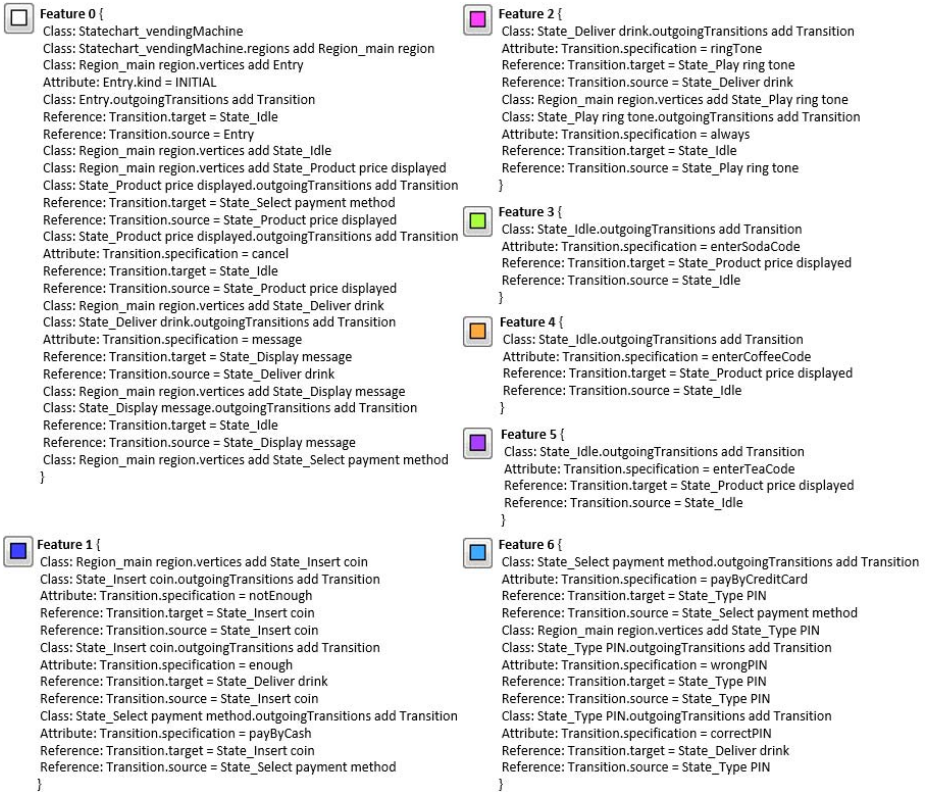 Feature 0 {
Class: Statechart_vendingMachine
Class: Statechart_vendingMachine.regions add Region_main region
Class: Region_main region.vertices add Entry
Attribute: Entry.kind = INITIAL
Class: Entry.outgoingTransitions add Transition
Reference: Transition.target = State_Idle
Reference: Transition.source = Entry
Class: Region_main region.vertices add State_Idle
Class: Region_main region.vertices add State_Product price displayed
Class: State_Product price displayed.outgoingTransitions add Transition
Reference: Transition.target = State_Select payment method
Reference: Transition.source = State_Product price displayed
Class: State_Product price displayed.outgoingTransitions add Transition
Attribute: Transition.specification = cancel
Reference: Transition.target = State_Idle
Reference: Transition.source = State_Product price displayed
Class: Region_main region.vertices add State_Deliver drink
Class: State_Deliver drink.outgoingTransitions add Transition
Attribute: Transition.specification = message
Reference: Transition.target = State_Display message
Reference: Transition.source = State_Deliver drink
Class: Region_main region.vertices add State_Display message
Class: State_Display message.outgoingTransitions add Transition
Reference: Transition.target = State_Idle
Reference: Transition.source = State_Display message
Class: Region_main region.vertices add State_Select payment method
}
Feature 1 {
Class: Region_main region.vertices add State_Insert coin
Class: State_Insert coin.outgoingTransitions add Transition
Attribute: Transition.specification = notEnough
Reference: Transition.target = State_Insert coin
Reference: Transition.source = State_Insert coin
Class: State_Insert coin.outgoingTransitions add Transition
Attribute: Transition.specification = enough
Reference: Transition.target = State_Deliver drink
Reference: Transition.source = State_Insert coin
Class: State_Select payment method.outgoingTransitions add Transition
Attribute: Transition.specification = payByCash
Reference: Transition.target = State_Insert coin
Reference: Transition.source = State_Select payment method
}
Feature 2 {
Class: State_Deliver drink.outgoingTransitions add Transition
Attribute: Transition.specification = ringTone
Reference: Transition.target = State_Play ring tone
Reference: Transition.source = State_Deliver drink
Class: Region_main region.vertices add State_Play ring tone
Class: State_Play ring tone.outgoingTransitions add Transition
Attribute: Transition.specification = always
Reference: Transition.target = State_Idle
Reference: Transition.source = State_Play ring tone
}
Feature 3 {
Class: State_Idle.outgoingTransitions add Transition
Attribute: Transition.specification = enterSodaCode
Reference: Transition.target = State_Product price displayed
Reference: Transition.source = State_Idle
}
Feature 4 {
Class: State_Idle.outgoingTransitions add Transition
Attribute: Transition.specification = enterCoffeeCode
Reference: Transition.target = State_Product price displayed
Reference: Transition.source = State_Idle
}
Feature 5 {
Class: State_Idle.outgoingTransitions add Transition
Attribute: Transition.specification = enterTeaCode
Reference: Transition.target = State_Product price displayed
Reference: Transition.source = State_Idle
}
Feature 6 {
Class: State_Select payment method.outgoingTransitions add Transition
Attribute: Transition.specification = payByCreditCard
Reference: Transition.target = State_Type PIN
Reference: Transition.source = State_Select payment method
Class: Region_main region.vertices add State_Type PIN
Class: State_Type PIN.outgoingTransitions add Transition
Attribute: Transition.specification = wrongPIN
Reference: Transition.target = State_Type PIN
Reference: Transition.source = State_Type PIN
Class: State_Type PIN.outgoingTransitions add Transition
Attribute: Transition.specification = correctPIN
Reference: Transition.target = State_Deliver drink
Reference: Transition.source = State_Type PIN
}